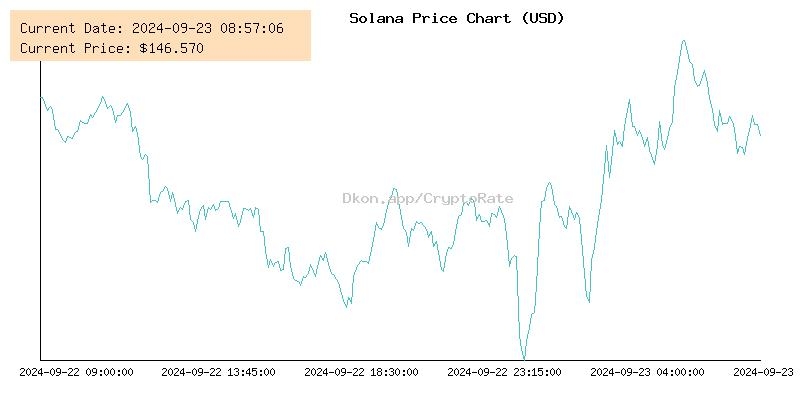 Solana Price Chart (USD)
Current Date: 2024-09-23 08:57:06
Current Price: $146.570
Dkon.app/CryptoRate
2024-09-22 09:00:00
2024-09-22 13:45:00
2024-09-22 18:30:00
2024-09-22 23:15:00
2024-09-23 04:00:00
2024-09-23